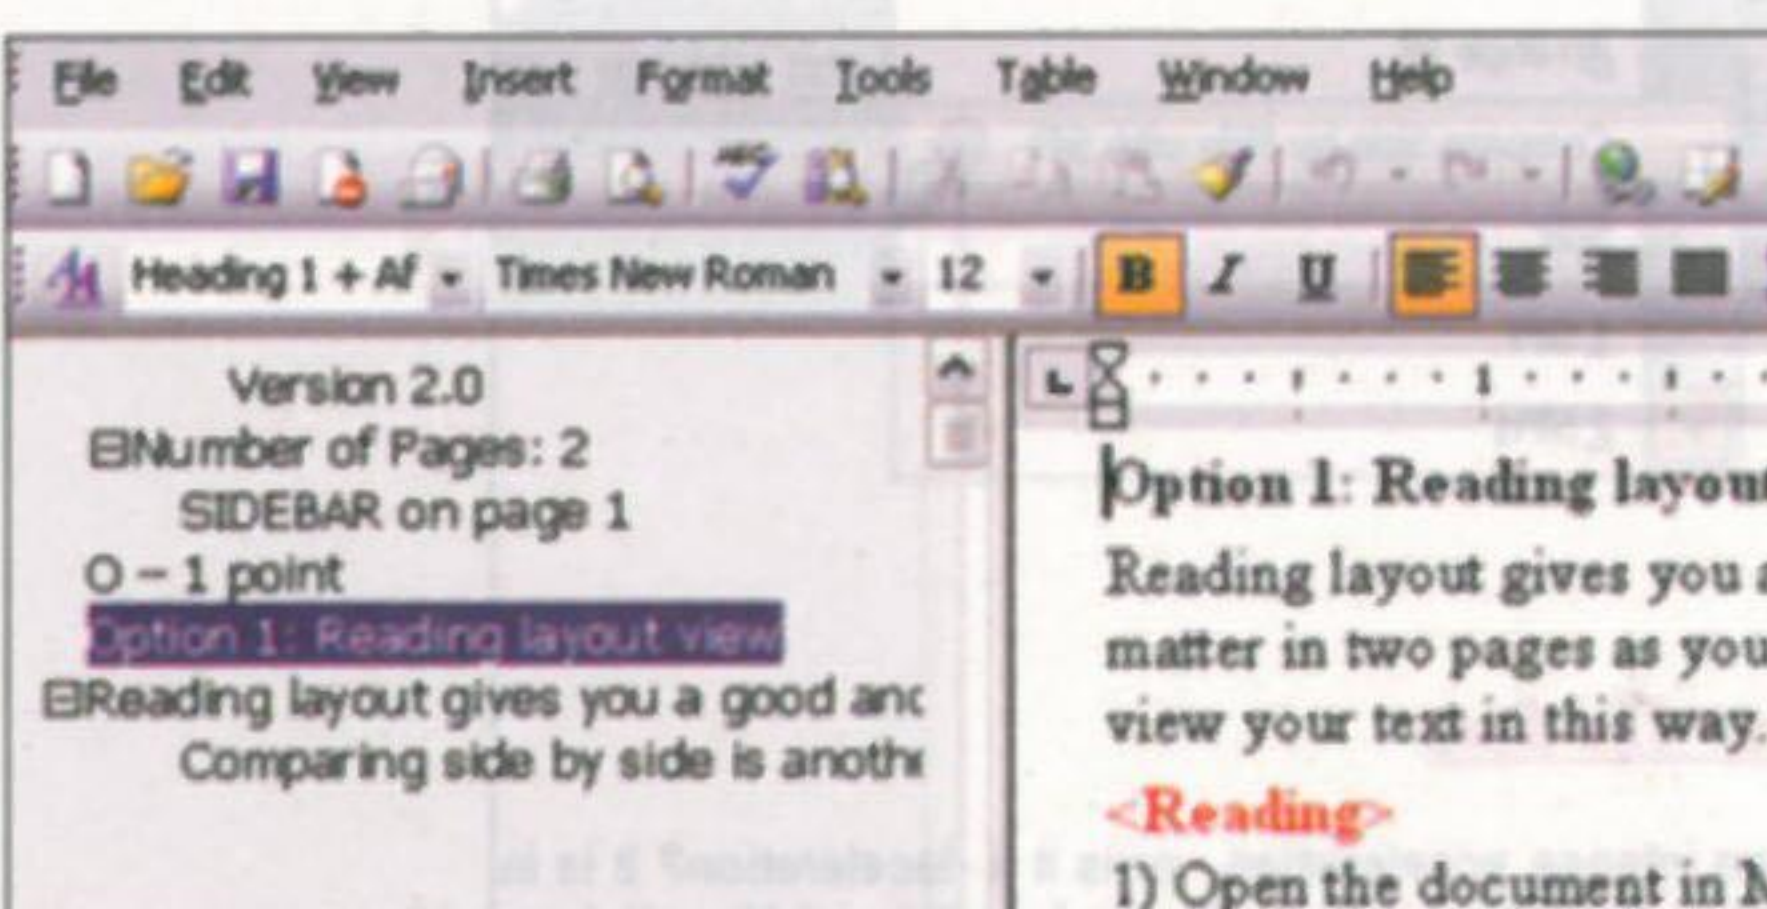 File Edit View Insert Format Tools Table Window Help
Heading 1 + Af Times New Roman 12 B I U
Version 2.0
Number of Pages: 2
SIDEBAR on page 1
O – 1 point
Option 1: Reading layout view
Reading layout gives you a good and
Comparing side by side is anothe
Option 1: Reading layout
Reading layout gives you a
matter in two pages as you
view your text in this way.
<Reading>
1) Open the document in M